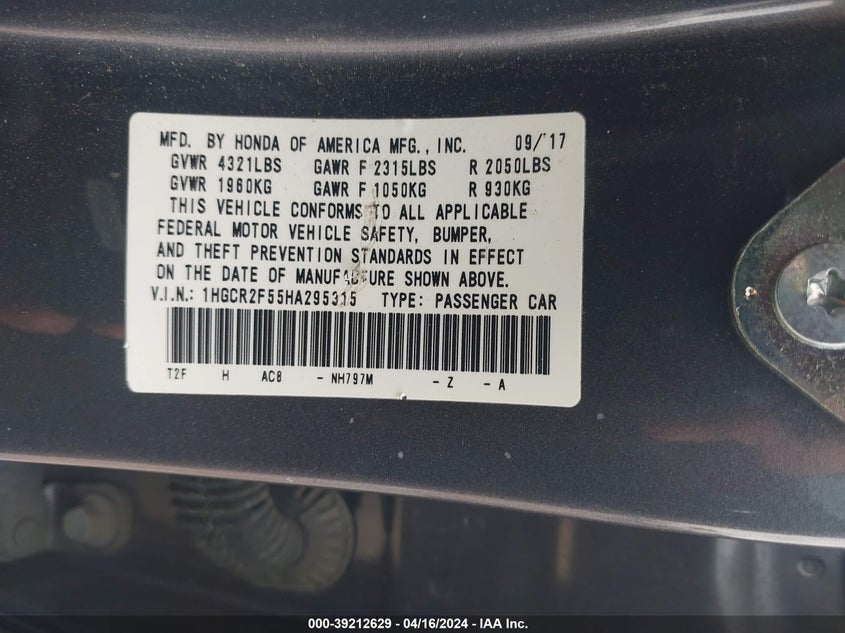 MFD. BY HONDA OF AMERICA MFG., INC. 09/'17
GVWR 4321LBS GAWR F 2315LBS R 2050LBS
GVWR 1960KG GAWR F 1050KG R 930KG
THIS VEHICLE CONFORMS TO ALL APPLICABLE
FEDERAL MOTOR VEHICLE SAFETY, BUMPER,
AND THEFT PREVENTION STANDARDS IN EFFECT
ON THE DATE OF MANUFACTURE SHOWN ABOVE.
V.I.N.: 1HGCR2F55HA295315 TYPE: PASSENGER CAR
T2F H AC8 - NH797M - Z - A
000-39212629 - 04/16/2024 - IAA Inc.